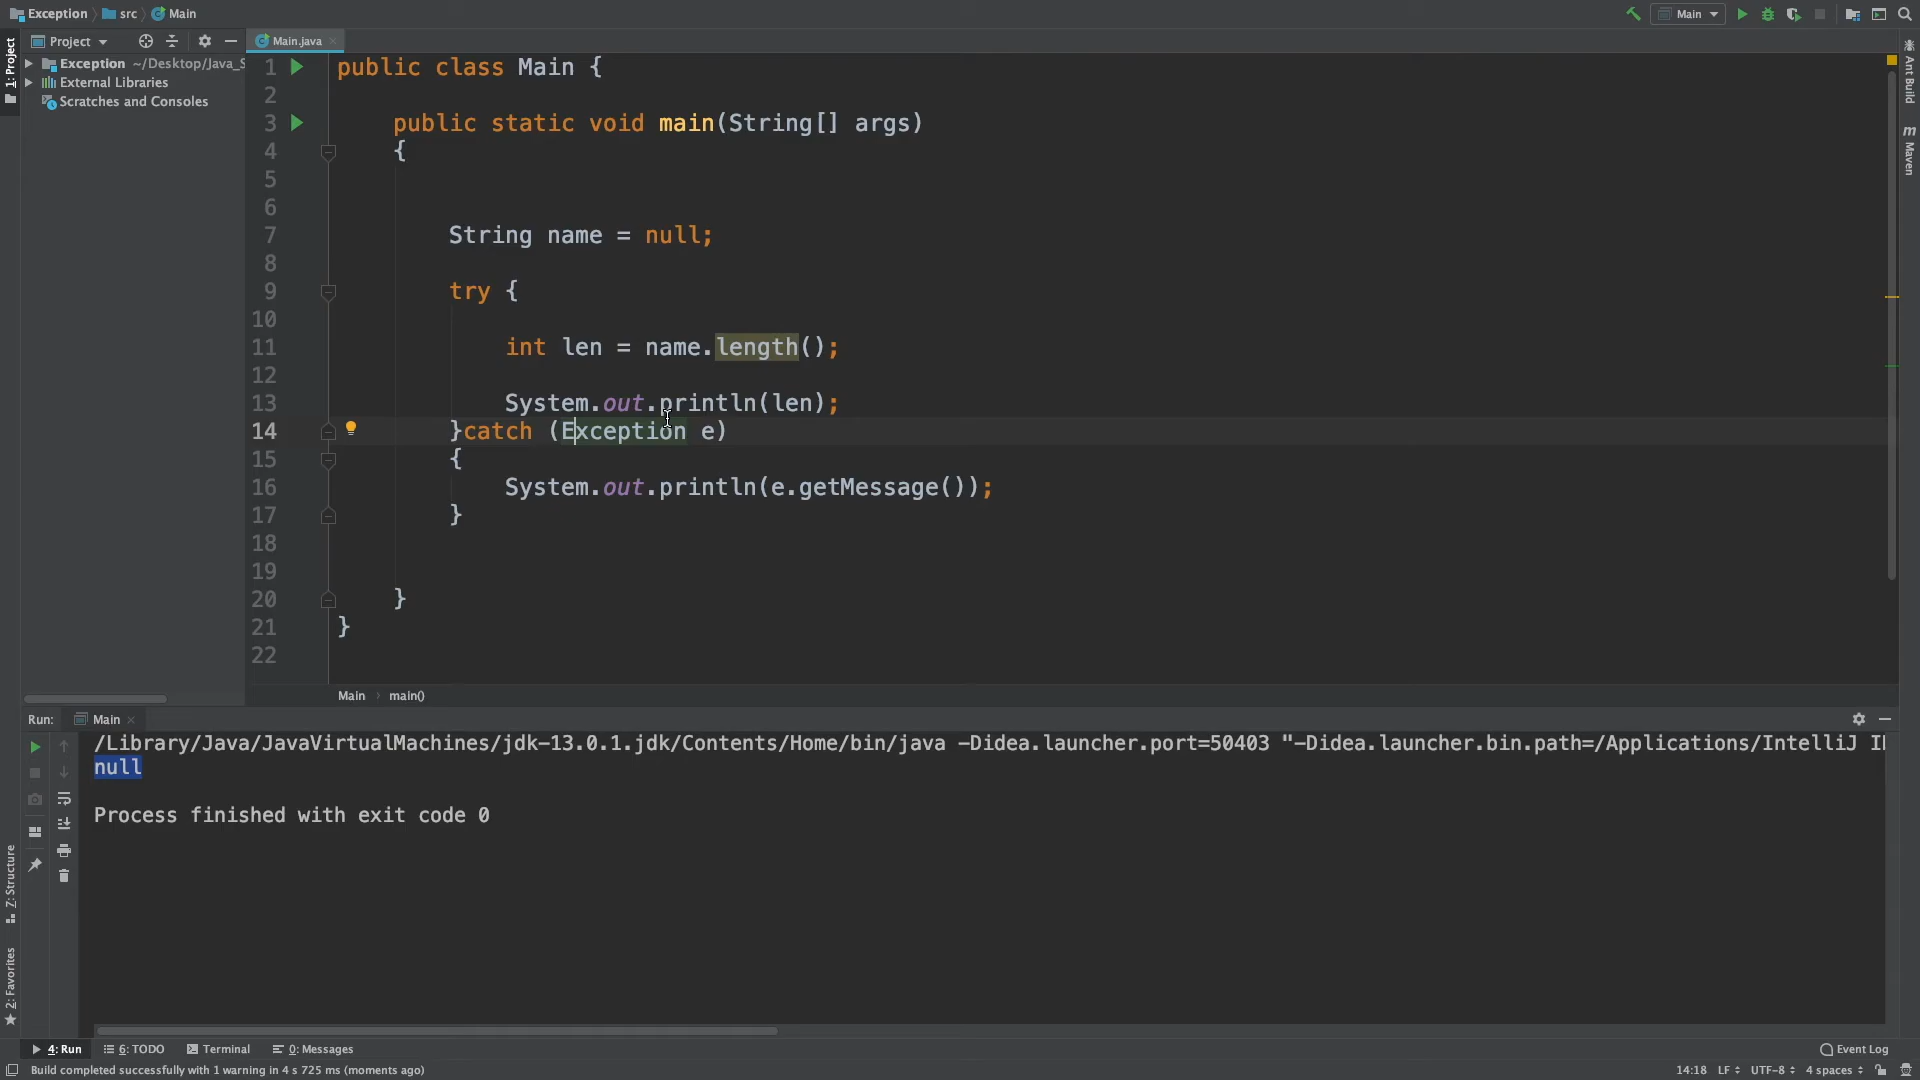 Exception src Main
Main
Project
Main.java
1: Project
Exception ~/Desktop/Java_S
External Libraries
Scratches and Consoles
1 public class Main {
2
3 public static void main(String[] args)
4 {
5
6
7 String name = null;
8
9 try {
10
11 int len = name.length();
12
13 System.out.println(len);
14 }catch (Exception e)
15 {
16 System.out.println(e.getMessage());
17 }
18
19
20 }
21 }
22
Ant Build
Maven
Main main()
Run: Main
/Library/Java/JavaVirtualMachines/jdk-13.0.1.jdk/Contents/Home/bin/java -Didea.launcher.port=50403 "-Didea.launcher.bin.path=/Applications/IntelliJ
null
Process finished with exit code 0
Z: Structure
2: Favorites
4: Run 6: TODO Terminal 0: Messages Event Log
Build completed successfully with 1 warning in 4 s 725 ms (moments ago) 14:18 LF UTF-8 4 spaces